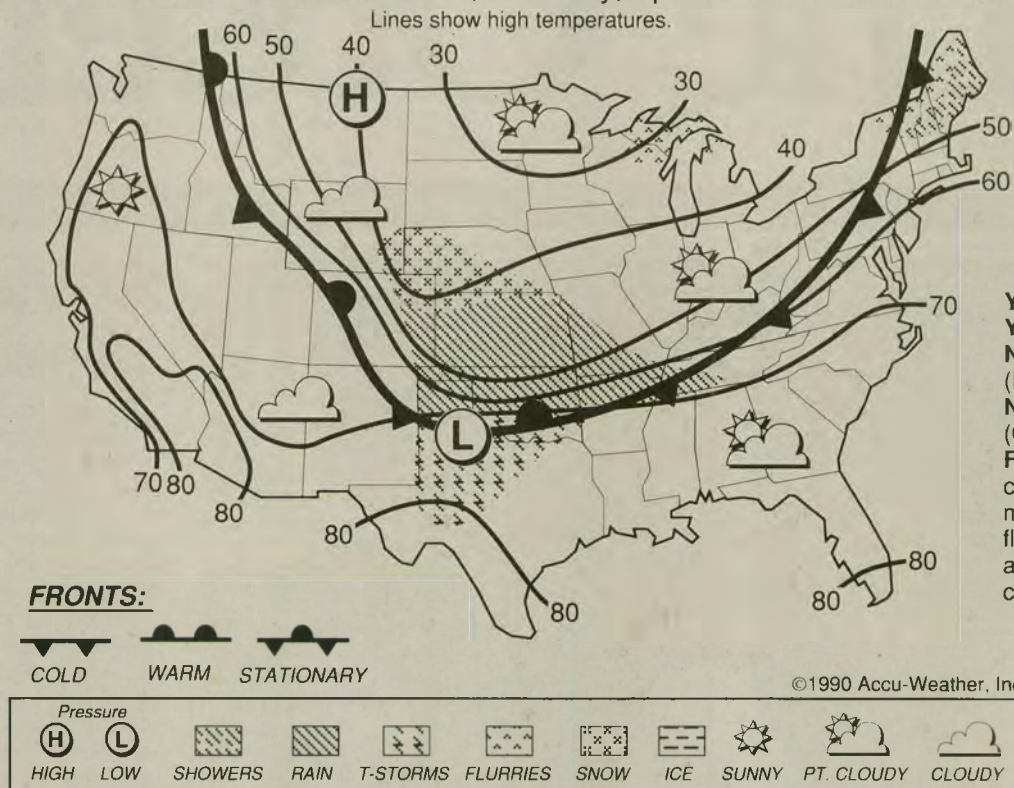 Lines show high temperatures.
60 50 40 30
30
H
50
40
60
70
L
70 80
80
80
80
80
80
FRONTS:
COLD WARM STATIONARY
©1990 Accu-Weather, Inc
Pressure
H L
HIGH LOW SHOWERS RAIN T-STORMS FLURRIES SNOW ICE SUNNY PT. CLOUDY CLOUDY